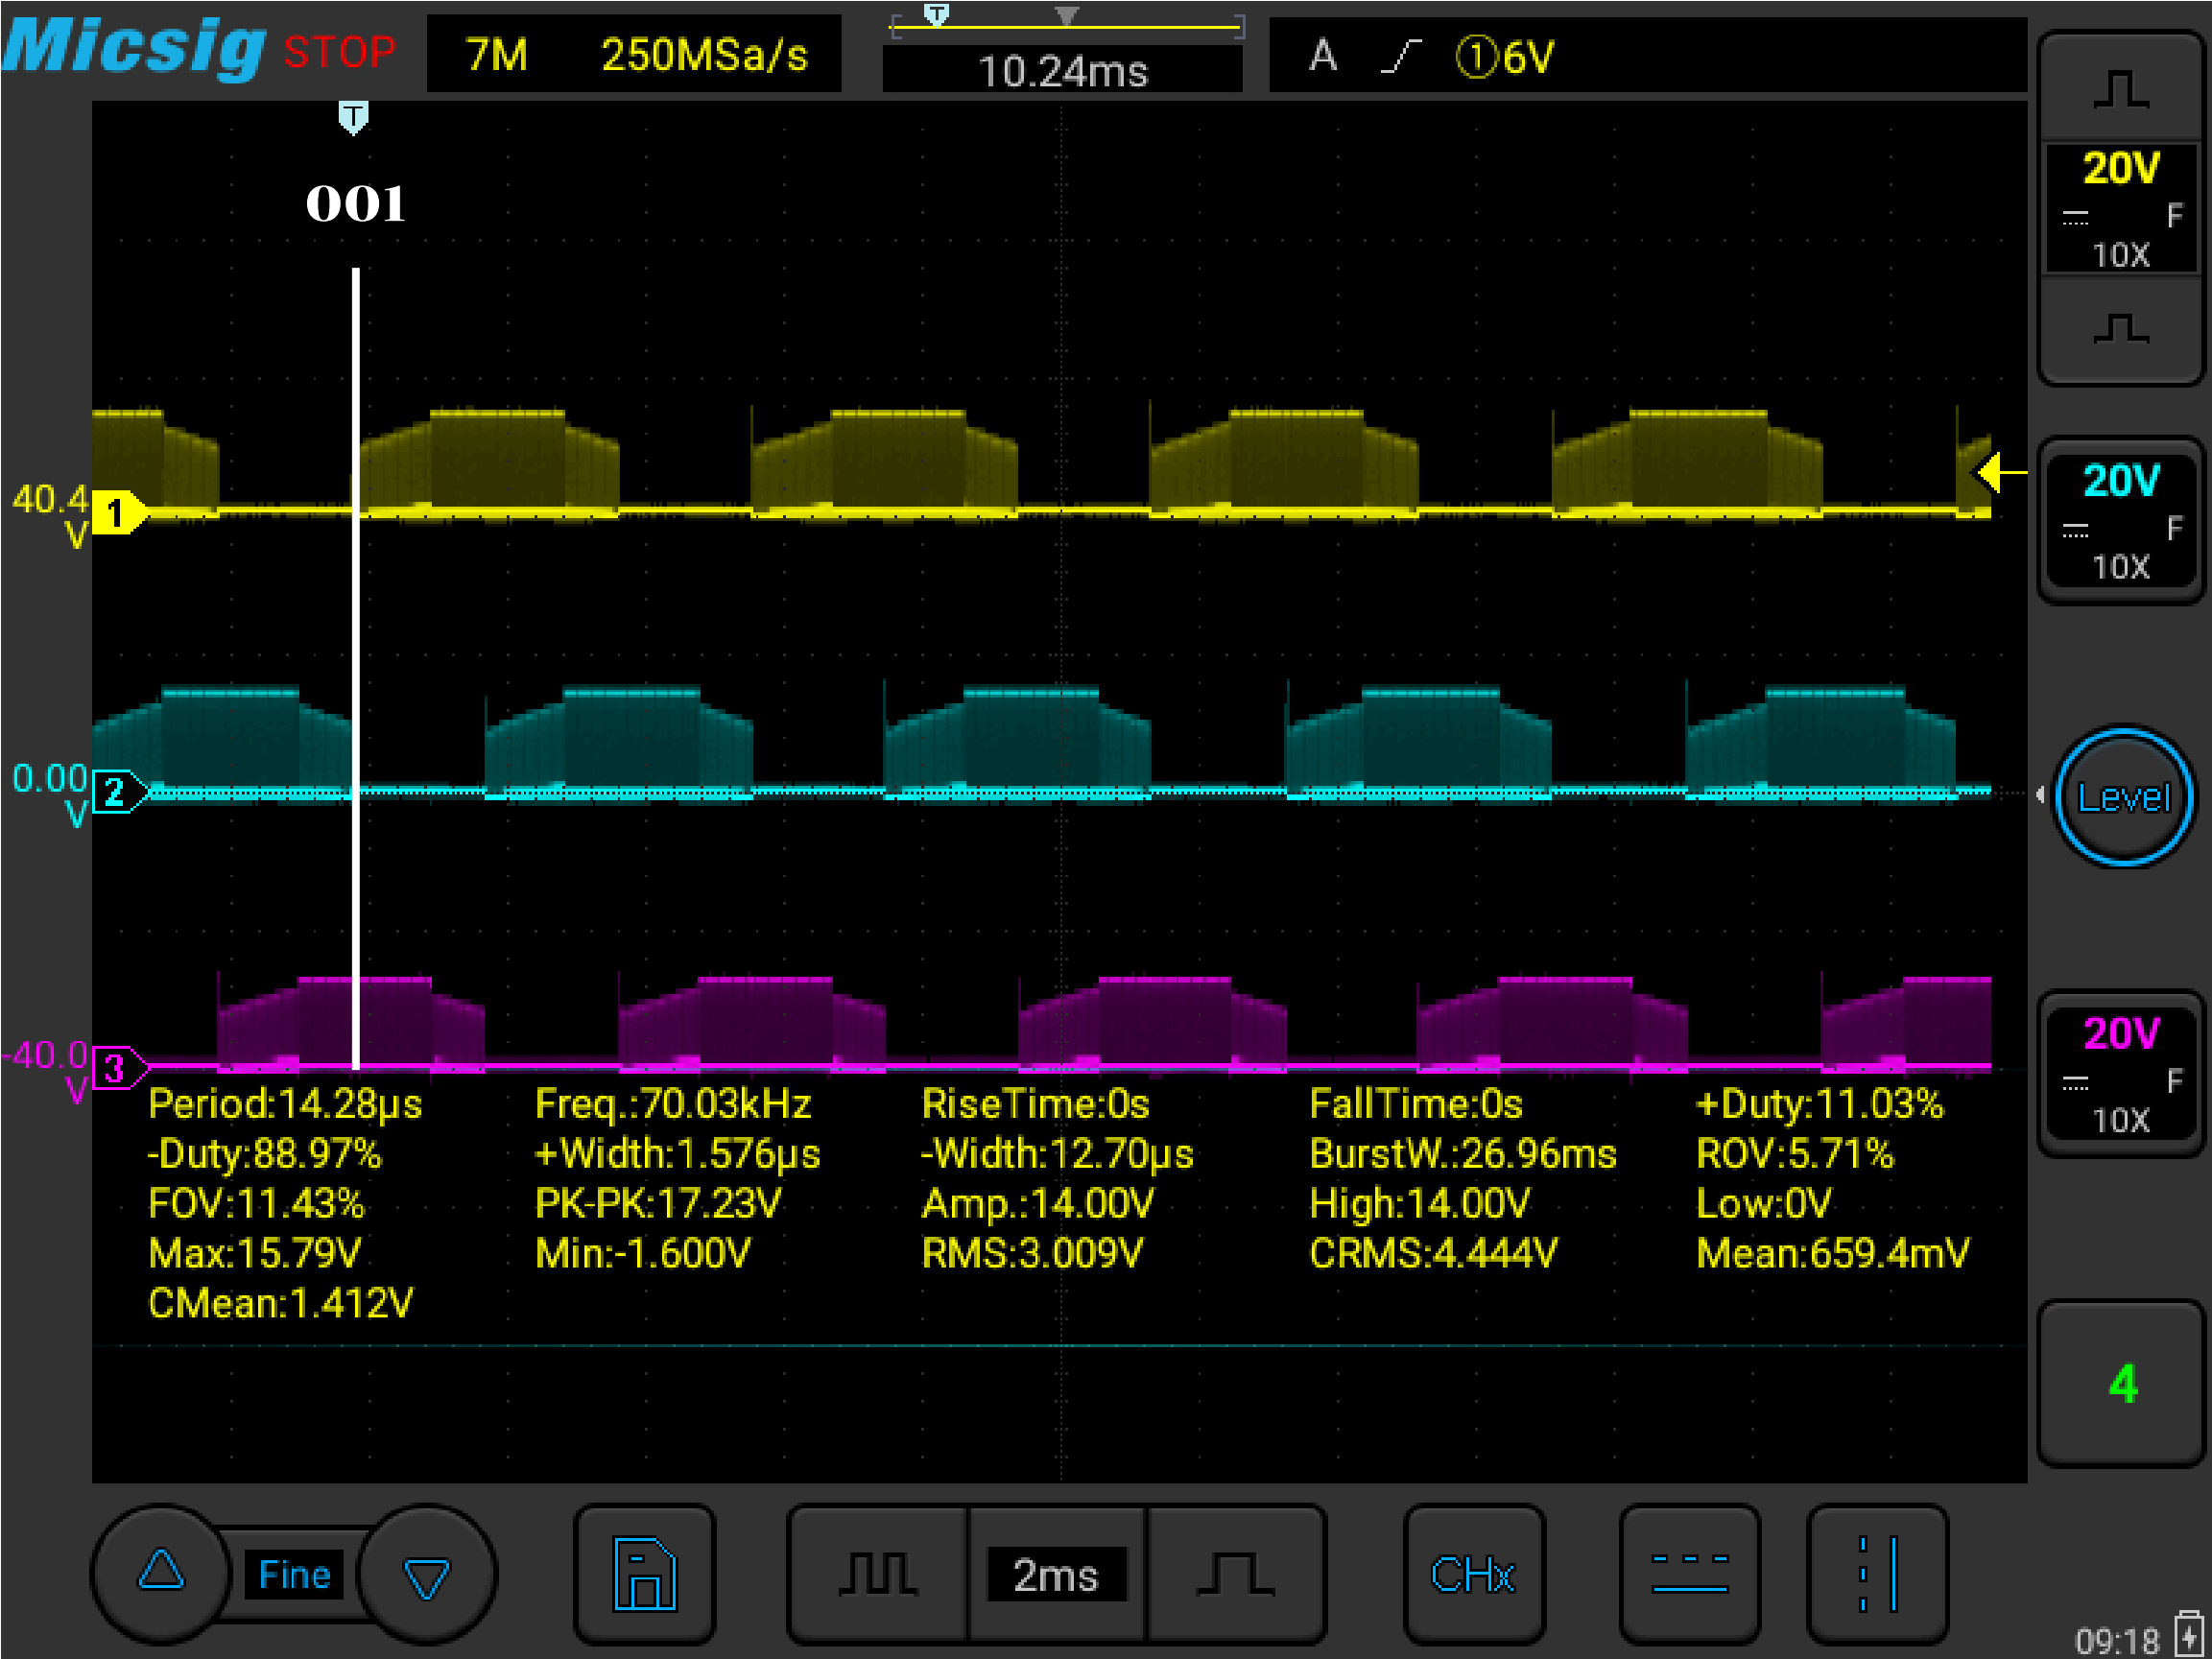 Micsig STOP 7M 250MSa/s 10.24ms A ①6V
T
T
001
20V
F
10X
40.4
V
1
20V
F
10X
0.00
V
2
Level
20V
F
10X
-40.0
V
3
Period:14.28µs Freq.:70.03kHz RiseTime:0s FallTime:0s +Duty:11.03%
-Duty:88.97% +Width:1.576µs -Width:12.70µs BurstW.:26.96ms ROV:5.71%
FOV:11.43% PK-PK:17.23V Amp.:14.00V High:14.00V Low:0V
Max:15.79V Min:-1.600V RMS:3.009V CRMS:4.444V Mean:659.4mV
CMean:1.412V
4
Fine 2ms CHx
09:18